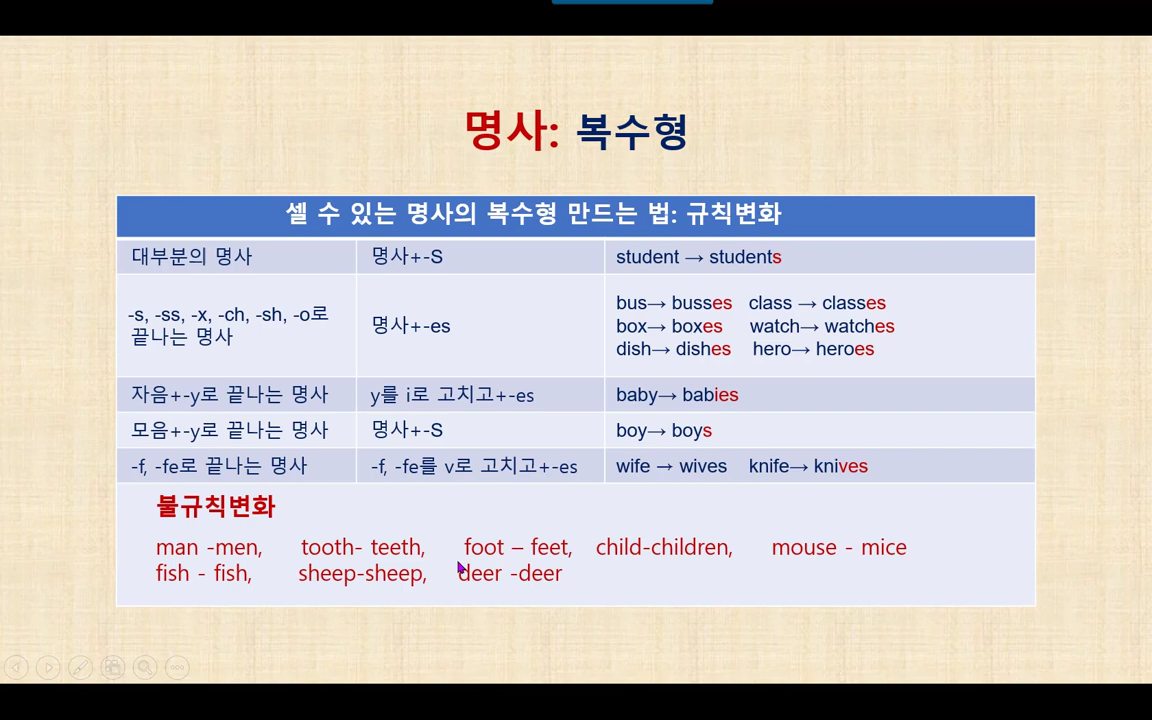 명사: 복수형
셀 수 있는 명사의 복수형 만드는 법: 규칙변화
대부분의 명사 명사+-S student → students
-s, -ss, -x, -ch, -sh, -o로
끝나는 명사
명사+-es
bus→ busses class → classes
box→ boxes watch→ watches
dish→ dishes hero→ heroes
자음+-y로 끝나는 명사 y를 i로 고치고+-es baby→ babies
모음+-y로 끝나는 명사 명사+-S boy→ boys
-f, -fe로 끝나는 명사 -f, -fe를 v로 고치고+-es wife → wives knife→ knives
불규칙변화
man -men, tooth- teeth, foot – feet, child-children, mouse - mice
fish - fish, sheep-sheep, deer -deer